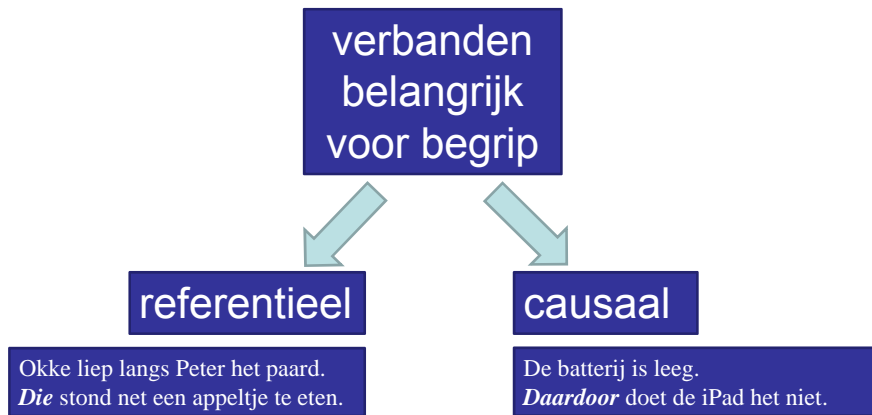 verbanden
belangrijk
voor begrip
referentieel
causaal
Okke liep langs Peter het paard.
Die stond net een appeltje te eten.
De batterij is leeg.
Daardoor doet de iPad het niet.